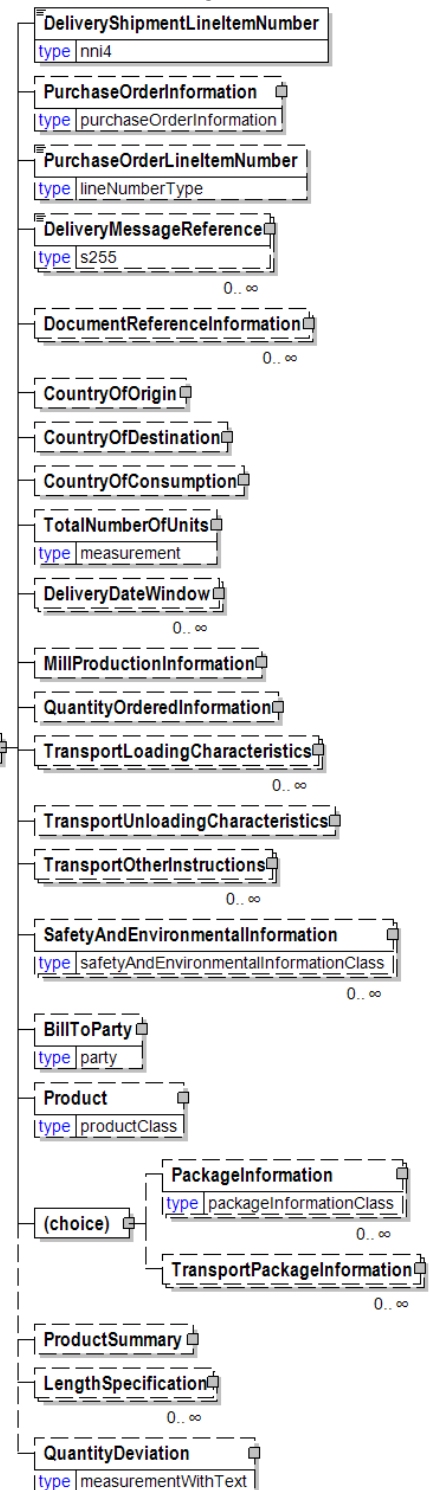 DeliveryShipmentLineItemNumber
type nni4
PurchaseOrderInformation
type purchaseOrderInformation
PurchaseOrderLineItemNumber
type lineNumberType
DeliveryMessageReference
type s255
0.. ∞
DocumentReferenceInformation
0.. ∞
CountryOfOrigin
CountryOfDestination
CountryOfConsumption
TotalNumberOfUnits
type measurement
DeliveryDateWindow
0.. ∞
MillProductionInformation
QuantityOrderedInformation
TransportLoadingCharacteristics
0.. ∞
TransportUnloadingCharacteristics
TransportOtherInstructions
0.. ∞
SafetyAndEnvironmentalInformation
type safetyAndEnvironmentalInformationClass
0.. ∞
BillToParty
type party
Product
type productClass
PackageInformation
type packageInformationClass
0.. ∞
(choice)
TransportPackageInformation
0.. ∞
ProductSummary
LengthSpecification
0.. ∞
QuantityDeviation
type measurementWithText